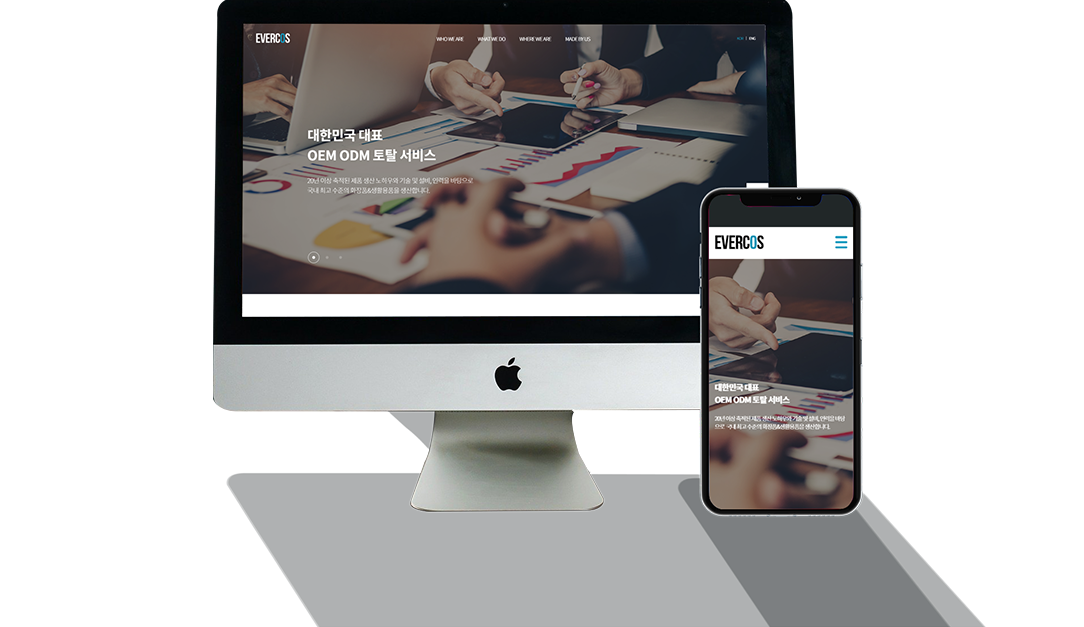 EVERCOS
WHO WE ARE
WHAT WE DO
WHERE WE ARE
MADE BY US
KOR | ENG
대한민국 대표
OEM ODM 토탈 서비스
20년 이상 축적된 제품 생산 노하우와 기술 및 설비, 인력을 바탕으로
국내 최고 수준의 화장품&생활용품을 생산합니다.
EVERCOS
대한민국 대표
OEM ODM 토탈 서비스
20년 이상 축적된 제품 생산 노하우와 기술 및 설비, 인력을 바탕
으로 국내 최고 수준의 화장품&생활용품을 생산합니다.